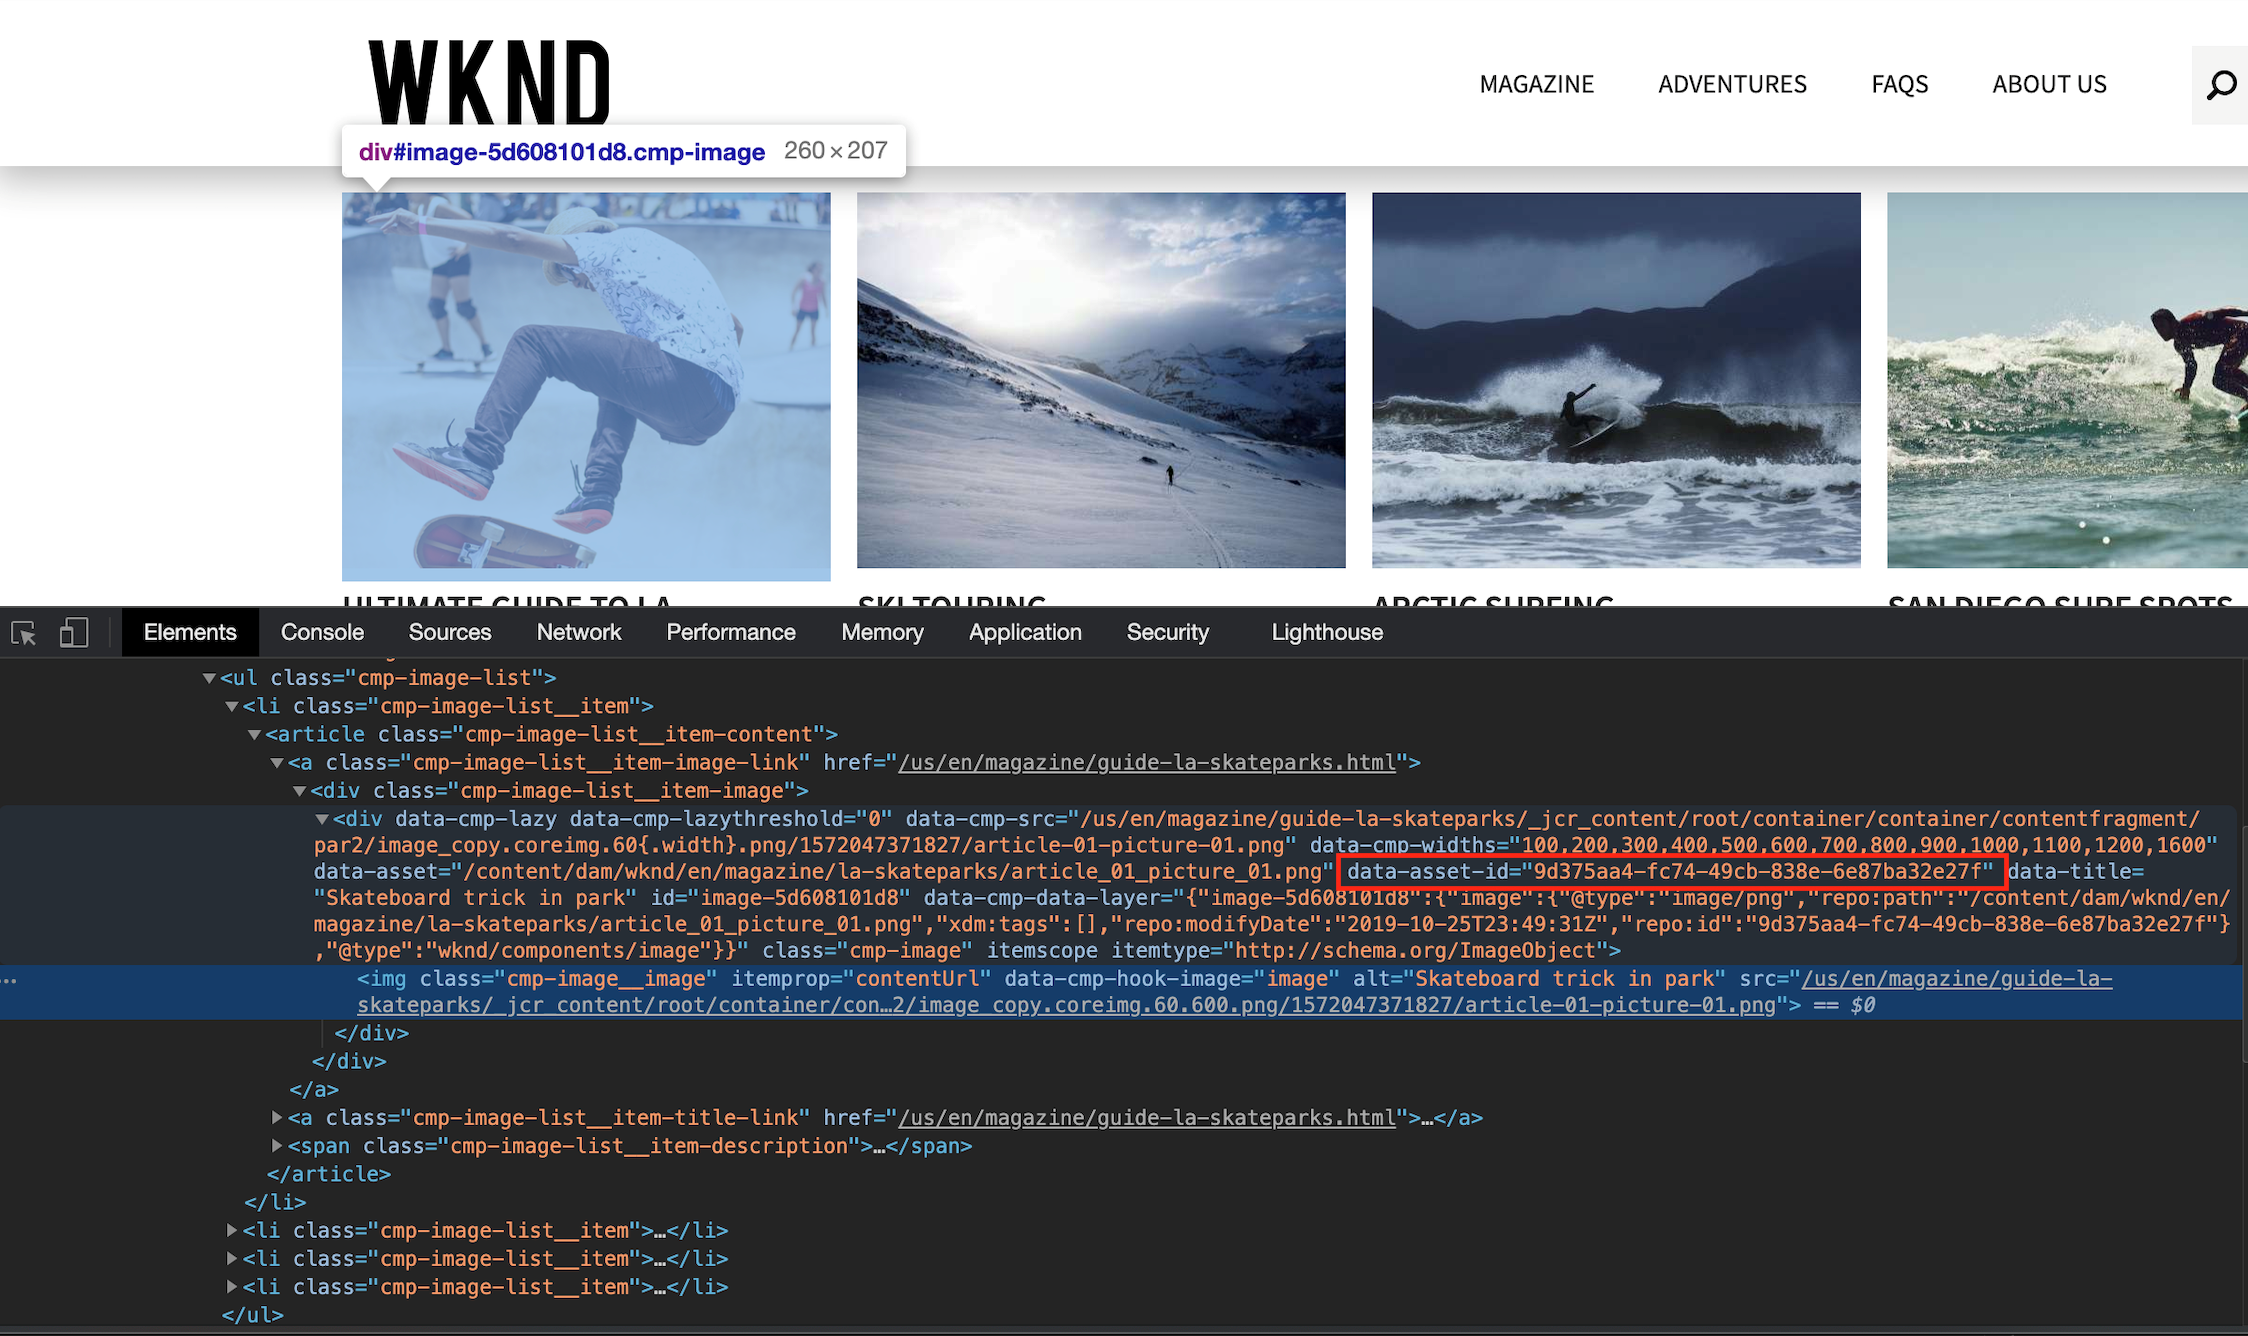 WKND
MAGAZINE
ADVENTURES
FAQS
ABOUT US
div#image-5d608101d8.cmp-image 260 × 207
ULTIMATE GUIDE TO LA
SKI TOURING
ARCTIC SURFING
SAN DIEGO SURF SPOTS
Elements
Console
Sources
Network
Performance
Memory
Application
Security
Lighthouse
<ul class="cmp-image-list">
<li class="cmp-image-list__item">
<article class="cmp-image-list__item-content">
<a class="cmp-image-list__item-image-link" href="/us/en/magazine/guide-la-skateparks.html">
<div class="cmp-image-list__item-image">
<div data-cmp-lazy data-cmp-lazythreshold="0" data-cmp-src="/us/en/magazine/guide-la-skateparks/_jcr_content/root/container/container/contentfragment/
par2/image_copy.coreimg.60{.width}.png/1572047371827/article-01-picture-01.png" data-cmp-widths="100,200,300,400,500,600,700,800,900,1000,1100,1200,1600"
data-asset="/content/dam/wknd/en/magazine/la-skateparks/article_01_picture_01.png" data-asset-id="9d375aa4-fc74-49cb-838e-6e87ba32e27f" data-title=
"Skateboard trick in park" id="image-5d608101d8" data-cmp-data-layer="{"image-5d608101d8":{"image":{"@type":"image/png","repo:path":"/content/dam/wknd/en/
magazine/la-skateparks/article_01_picture_01.png","xdm:tags":[],"repo:modifyDate":"2019-10-25T23:49:31Z","repo:id":"9d375aa4-fc74-49cb-838e-6e87ba32e27f"}
,"@type":"wknd/components/image"}}" class="cmp-image" itemscope itemtype="http://schema.org/ImageObject">
… <img class="cmp-image__image" itemprop="contentUrl" data-cmp-hook-image="image" alt="Skateboard trick in park" src="/us/en/magazine/guide-la-
skateparks/_jcr_content/root/container/con…2/image_copy.coreimg.60.600.png/1572047371827/article-01-picture-01.png"> == $0
</div>
</div>
</a>
<a class="cmp-image-list__item-title-link" href="/us/en/magazine/guide-la-skateparks.html">…</a>
<span class="cmp-image-list__item-description">…</span>
</article>
</li>
<li class="cmp-image-list__item">…</li>
<li class="cmp-image-list__item">…</li>
<li class="cmp-image-list__item">…</li>
</ul>